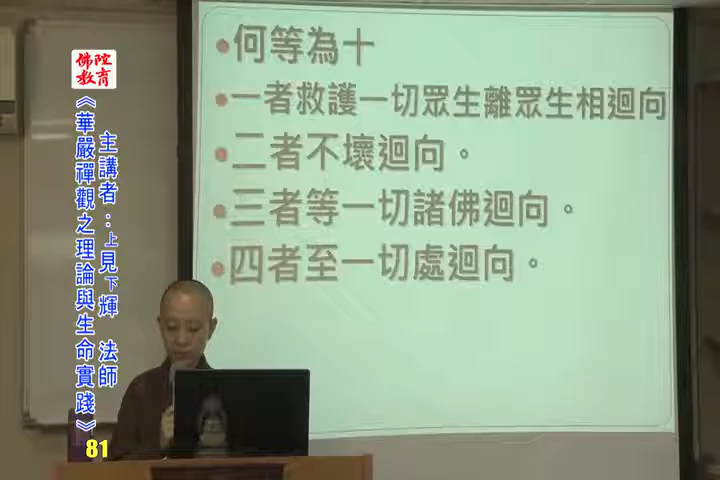 佛陀
教育
主講者：上見下輝 法師
《華嚴禪觀之理論與生命實踐》
81
何等為十
一者救護一切眾生離眾生相迴向
二者不壞迴向。
三者等一切諸佛迴向。
四者至一切處迴向。